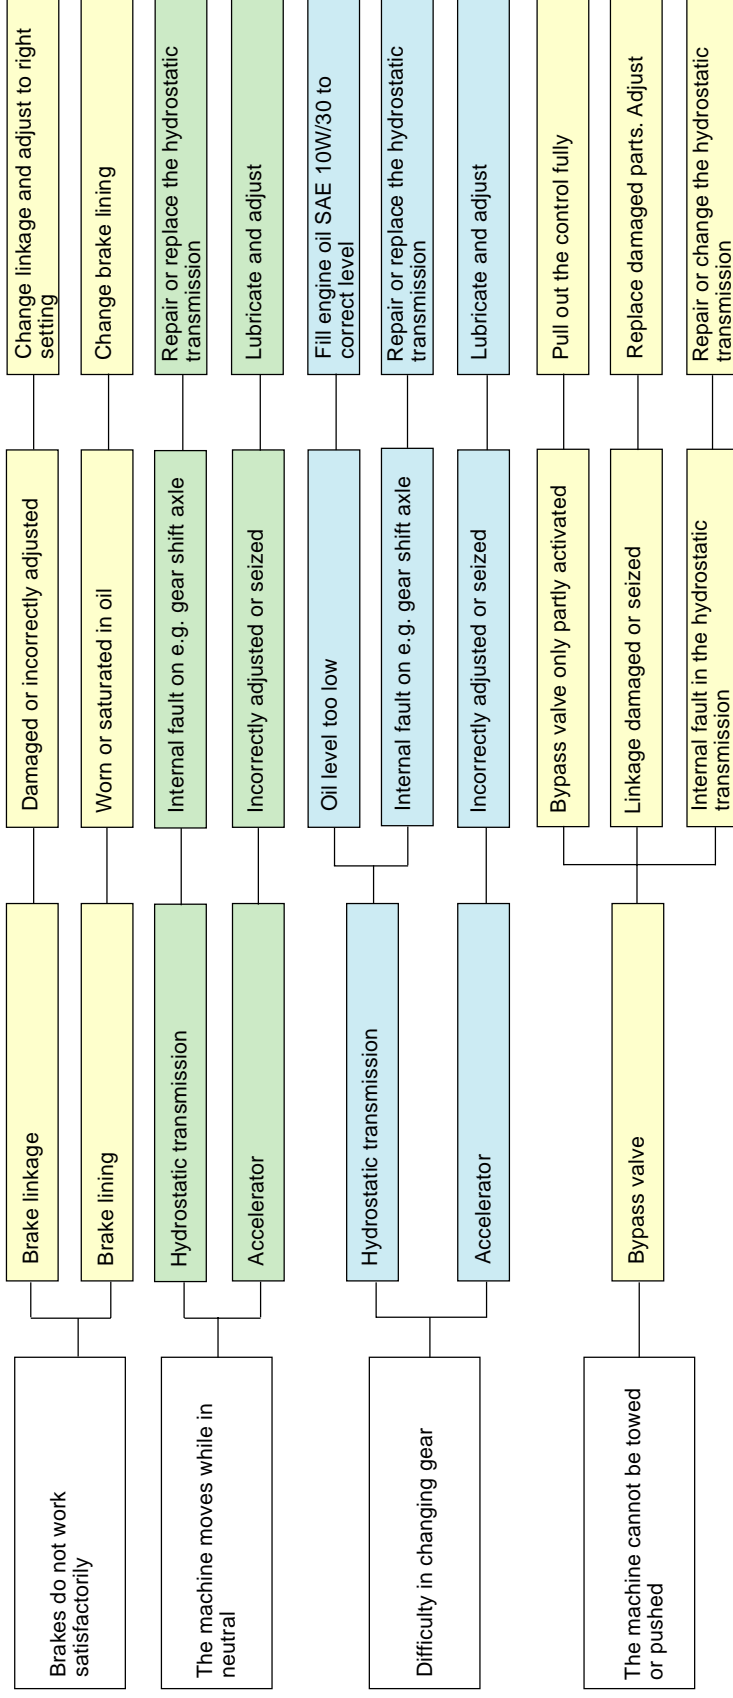 Brakes do not work
satisfactorily
Brake linkage
Damaged or incorrectly adjusted
Change linkage and adjust to right
setting
Brake lining
Worn or saturated in oil
Change brake lining
The machine moves while in
neutral
Hydrostatic transmission
Internal fault on e.g. gear shift axle
Repair or replace the hydrostatic
transmission
Accelerator
Incorrectly adjusted or seized
Lubricate and adjust
Difficulty in changing gear
Hydrostatic transmission
Oil level too low
Fill engine oil SAE 10W/30 to
correct level
Internal fault on e.g. gear shift axle
Repair or replace the hydrostatic
transmission
Accelerator
Incorrectly adjusted or seized
Lubricate and adjust
The machine cannot be towed
or pushed
Bypass valve
Bypass valve only partly activated
Pull out the control fully
Linkage damaged or seized
Replace damaged parts. Adjust
Internal fault in the hydrostatic
transmission
Repair or change the hydrostatic
transmission